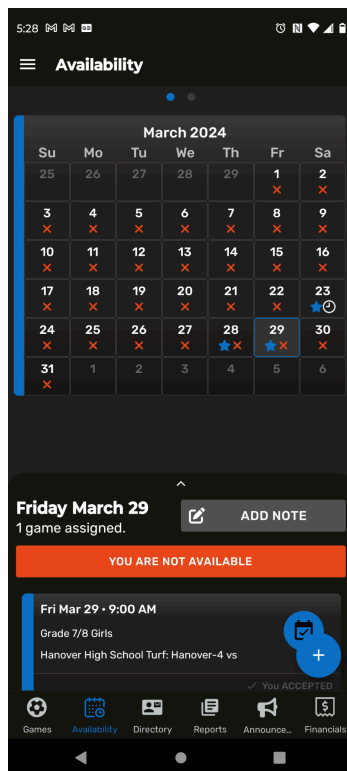 5:28
Availability
March 2024
Su Mo Tu We Th Fr Sa
25 26 27 28 29 1 2
3 4 5 6 7 8 9
10 11 12 13 14 15 16
17 18 19 20 21 22 23
24 25 26 27 28 29 30
31 1 2 3 4 5 6
Friday March 29
1 game assigned.
ADD NOTE
YOU ARE NOT AVAILABLE
Fri Mar 29 • 9:00 AM
Grade 7/8 Girls
Hanover High School Turf: Hanover-4 vs
You ACCEPTED
Games Availability Directory Reports Announce... Financials